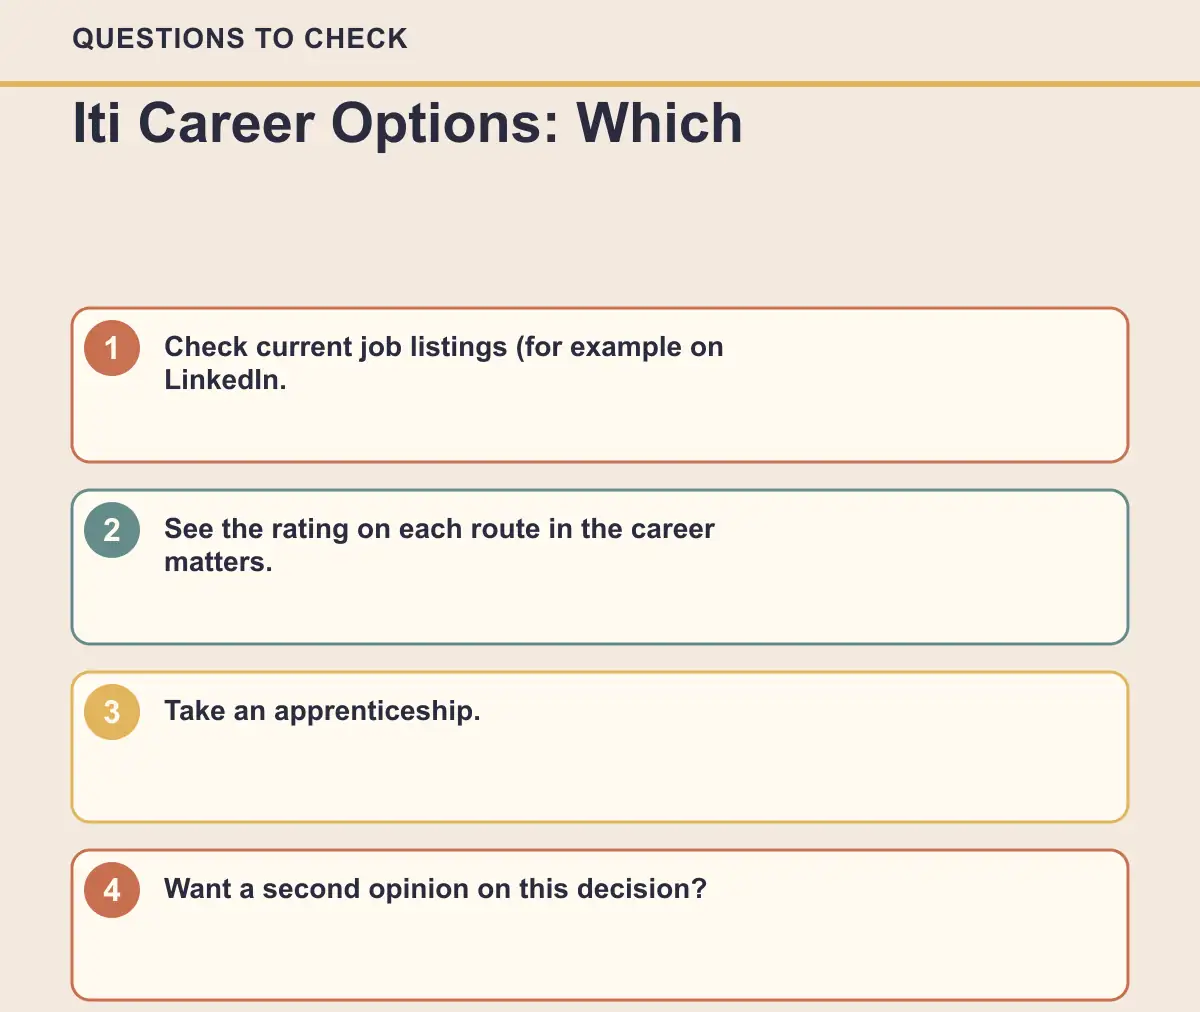 QUESTIONS TO CHECK
Iti Career Options: Which
1
Check current job listings (for example on
LinkedIn.
2
See the rating on each route in the career
matters.
3
Take an apprenticeship.
4
Want a second opinion on this decision?